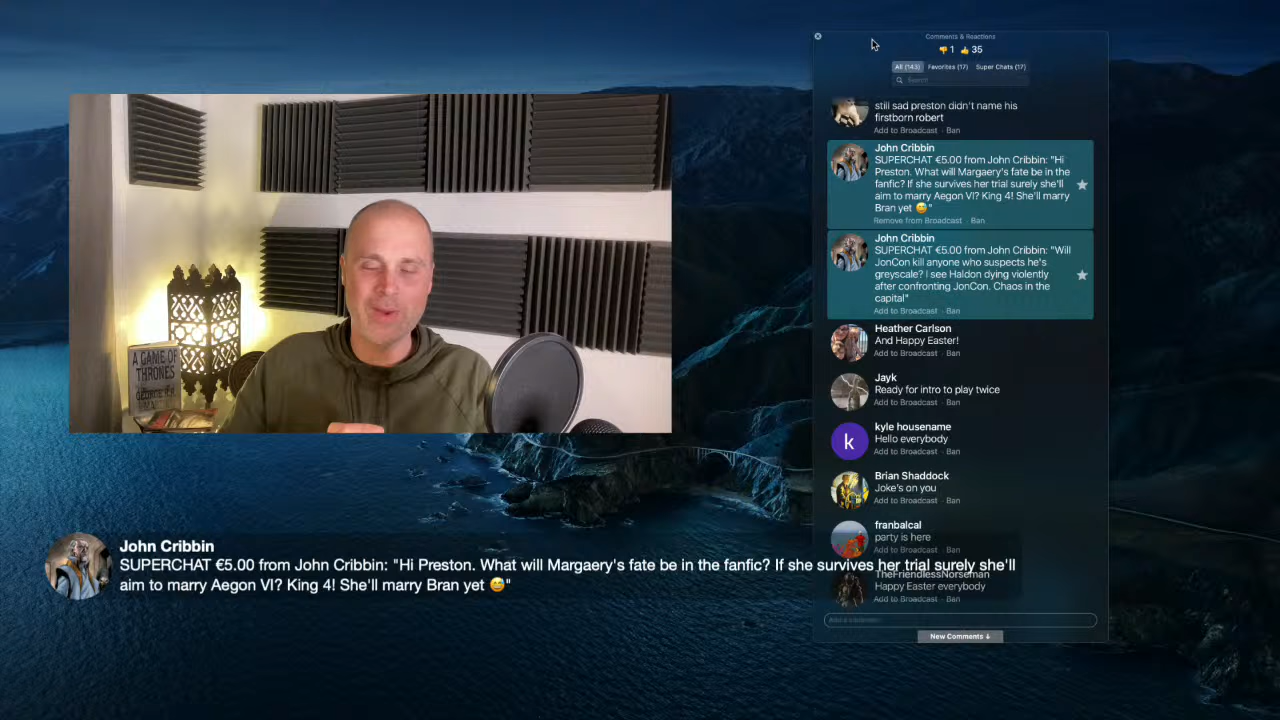 Comments & Reactions
👎 1 👍 35
All (143) Favorites (17) Super Chats (17)
Search
still sad preston didn't name his
firstborn robert
Add to Broadcast · Ban
John Cribbin
SUPERCHAT €5.00 from John Cribbin: "Hi
Preston. What will Margaery's fate be in the
fanfic? If she survives her trial surely she'll
aim to marry Aegon VI? King 4! She'll marry
Bran yet 😅"
Remove from Broadcast · Ban
John Cribbin
SUPERCHAT €5.00 from John Cribbin: "Will
JonCon kill anyone who suspects he's
greyscale? I see Haldon dying violently
after confronting JonCon. Chaos in the
capital"
Add to Broadcast · Ban
Heather Carlson
And Happy Easter!
Add to Broadcast · Ban
Jayk
Ready for intro to play twice
Add to Broadcast · Ban
k
kyle housename
Hello everybody
Add to Broadcast · Ban
Brian Shaddock
Joke's on you
Add to Broadcast · Ban
franbalcal
party is here
Add to Broadcast · Ban
TheFriendlessNorseman
Happy Easter everybody
Add to Broadcast · Ban
Add a comment
New Comments ↓
A GAME OF
THRONES
GEORGE R.R.
John Cribbin
SUPERCHAT €5.00 from John Cribbin: "Hi Preston. What will Margaery's fate be in the fanfic? If she survives her trial surely she'll
aim to marry Aegon VI? King 4! She'll marry Bran yet 😅"